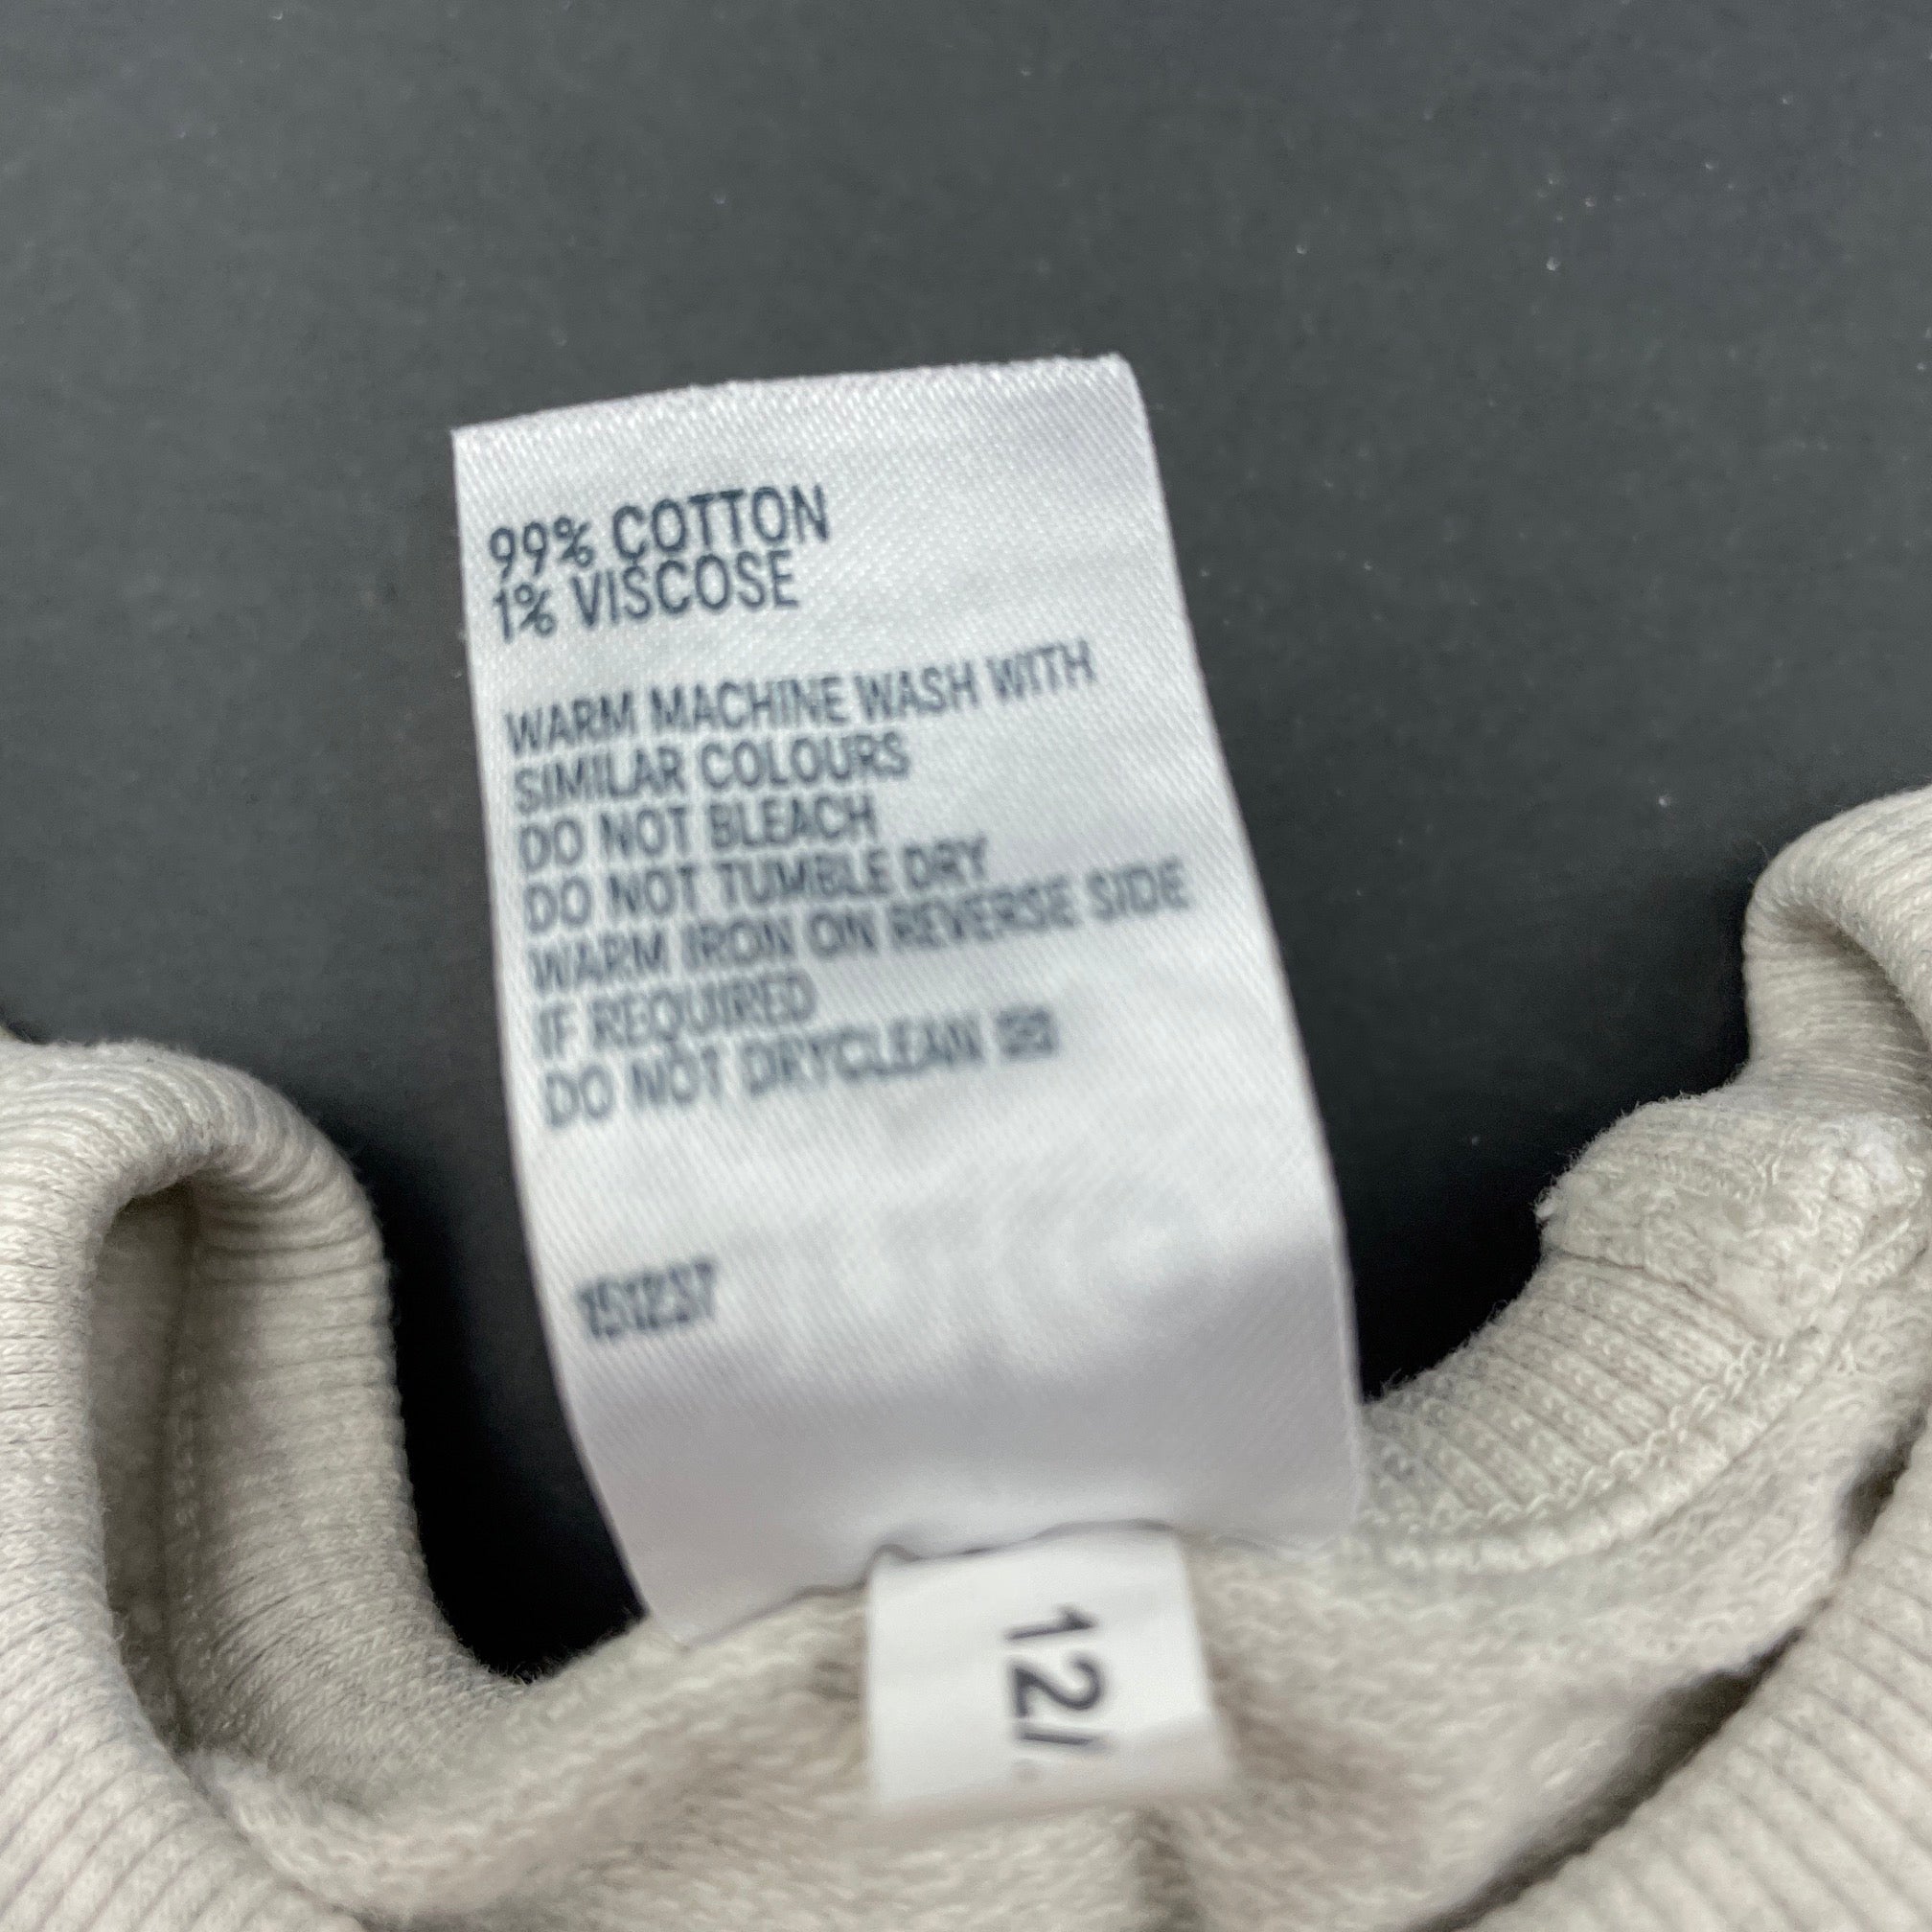 99% COTTON
1% VISCOSE
WARM MACHINE WASH WITH
SIMILAR COLOURS
DO NOT BLEACH
DO NOT TUMBLE DRY
WARM IRON ON REVERSE SIDE
IF REQUIRED
DO NOT DRYCLEAN
151237
12/